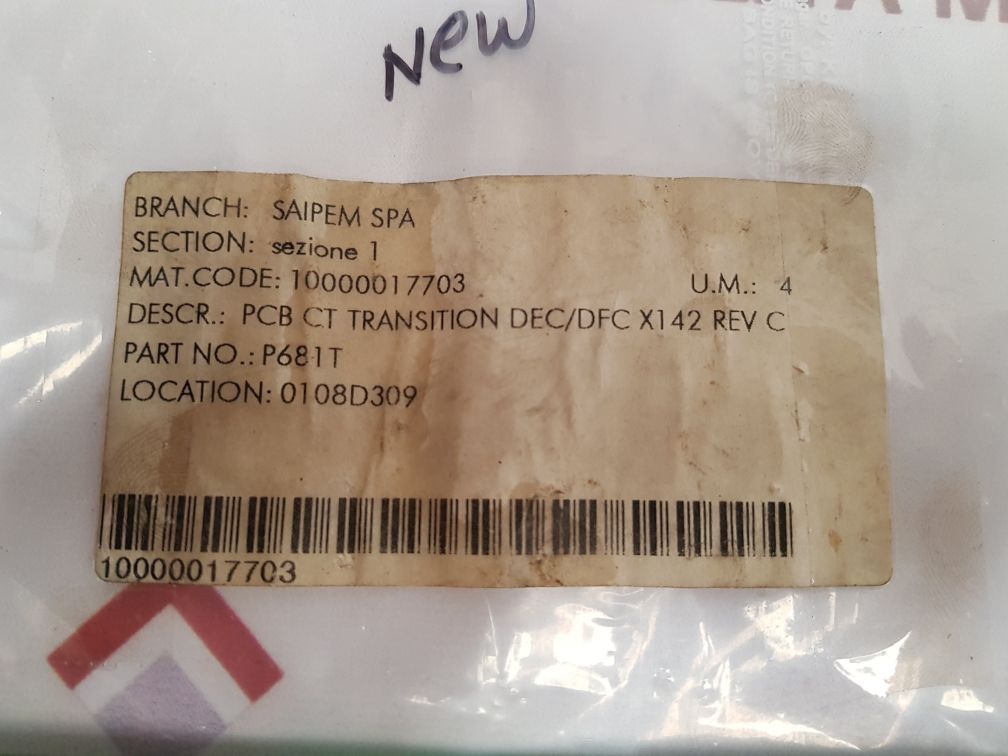 New
BRANCH: SAIPEM SPA
SECTION: sezione 1
MAT.CODE: 10000017703 U.M.: 4
DESCR.: PCB CT TRANSITION DEC/DFC X142 REV C
PART NO.: P681T
LOCATION: 0108D309
10000017703